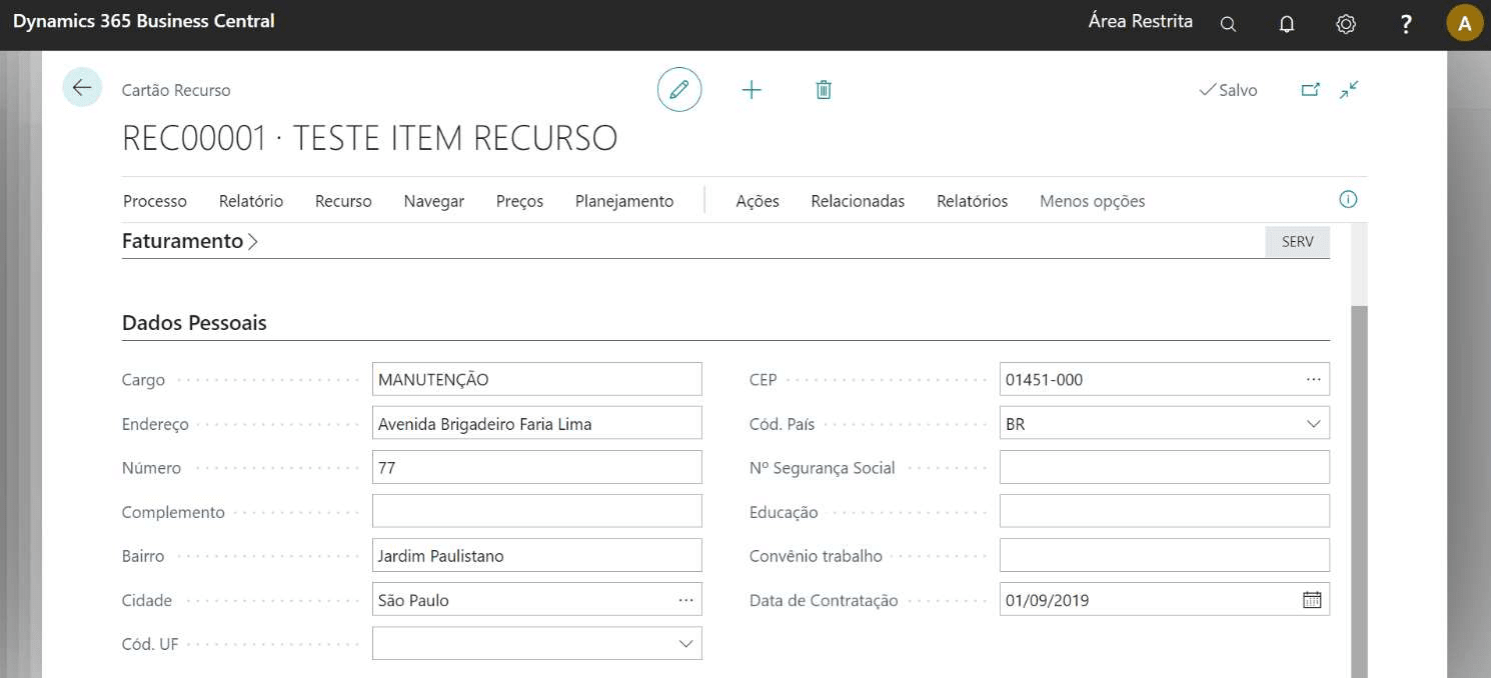 Dynamics 365 Business Central Área Restrita ? A
Cartão Recurso Salvo
REC00001 · TESTE ITEM RECURSO
Processo Relatório Recurso Navegar Preços Planejamento Ações Relacionadas Relatórios Menos opções
Faturamento SERV
Dados Pessoais
Cargo MANUTENÇÃO CEP 01451-000
Endereço Avenida Brigadeiro Faria Lima Cód. País BR
Número 77 Nº Segurança Social
Complemento Educação
Bairro Jardim Paulistano Convênio trabalho
Cidade São Paulo Data de Contratação 01/09/2019
Cód. UF